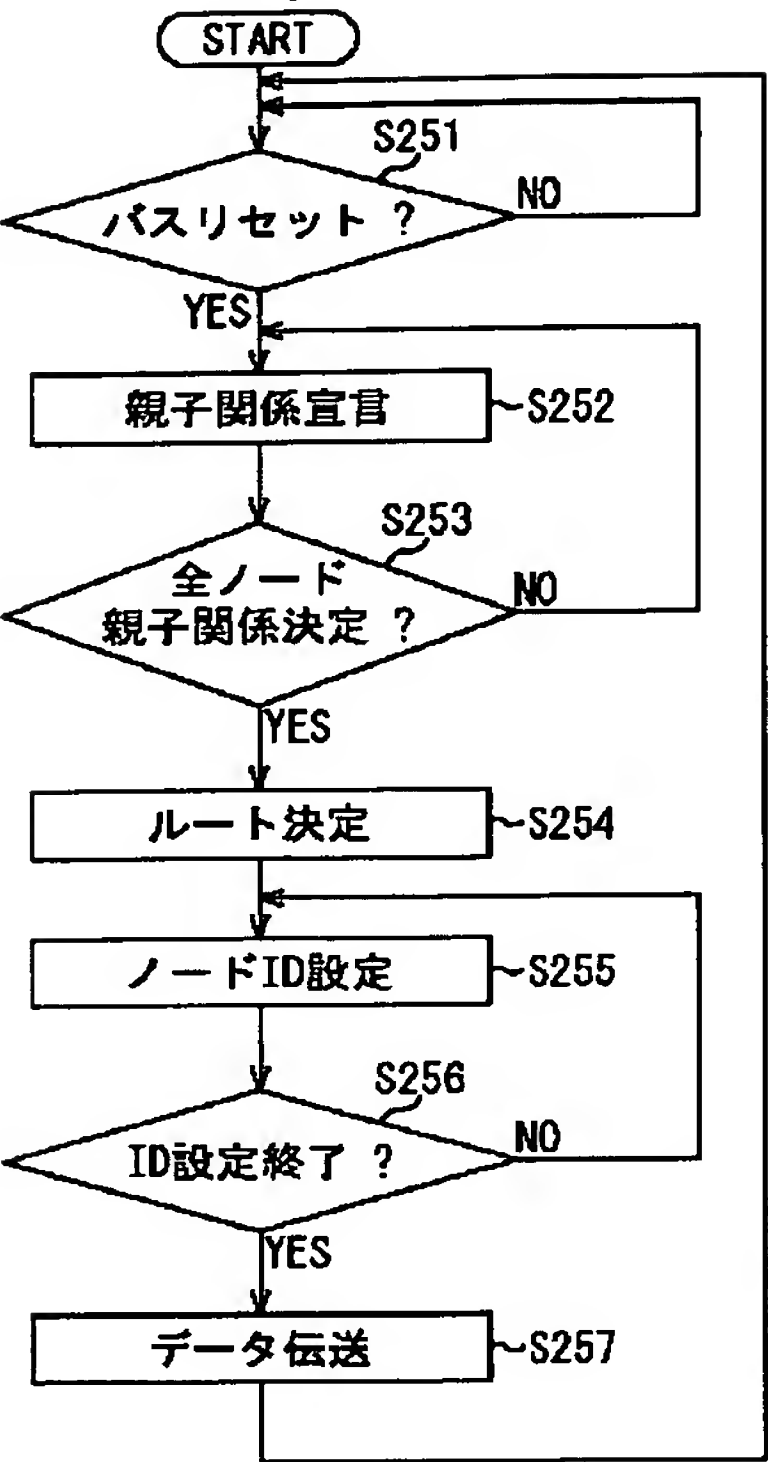 START
S251
バスリセット ?
NO
YES
親子関係宣言
S252
S253
全ノード
親子関係決定 ?
NO
YES
ルート決定
S254
ノードID設定
S255
S256
ID設定終了 ?
NO
YES
データ伝送
S257